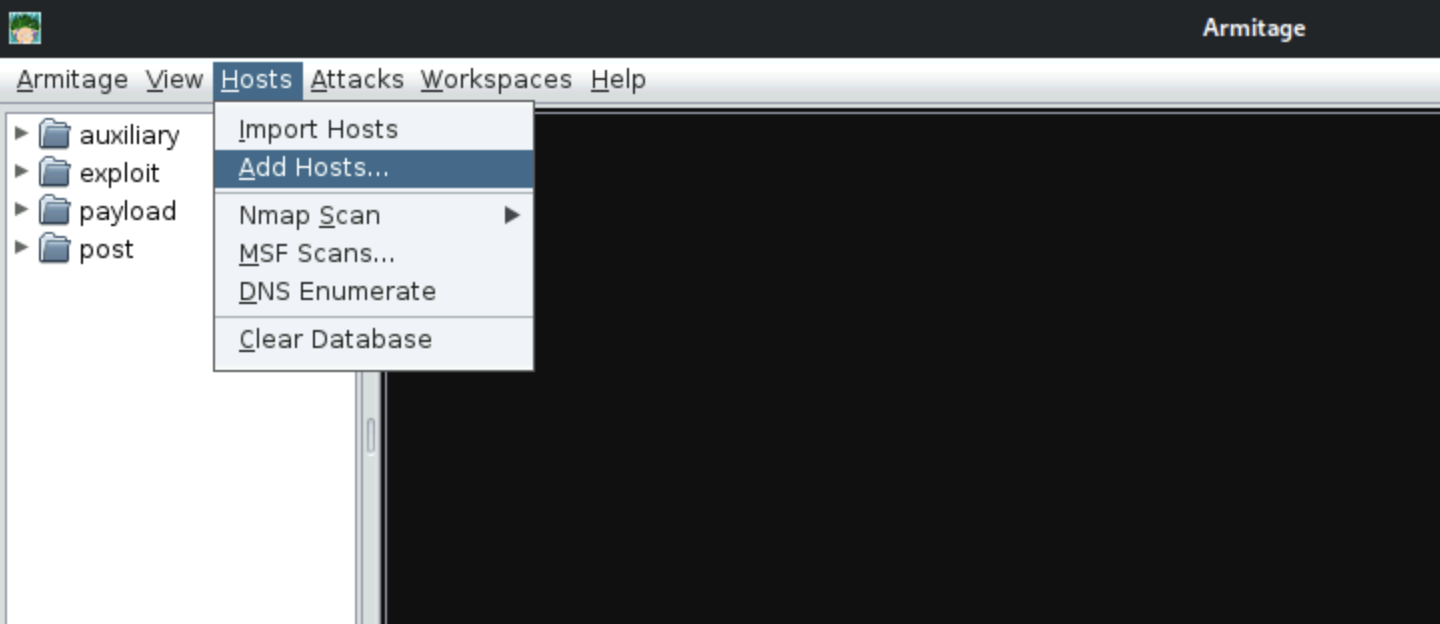 Armitage
Armitage View Hosts Attacks Workspaces Help
auxiliary
exploit
payload
post
Import Hosts
Add Hosts...
Nmap Scan
MSF Scans...
DNS Enumerate
Clear Database